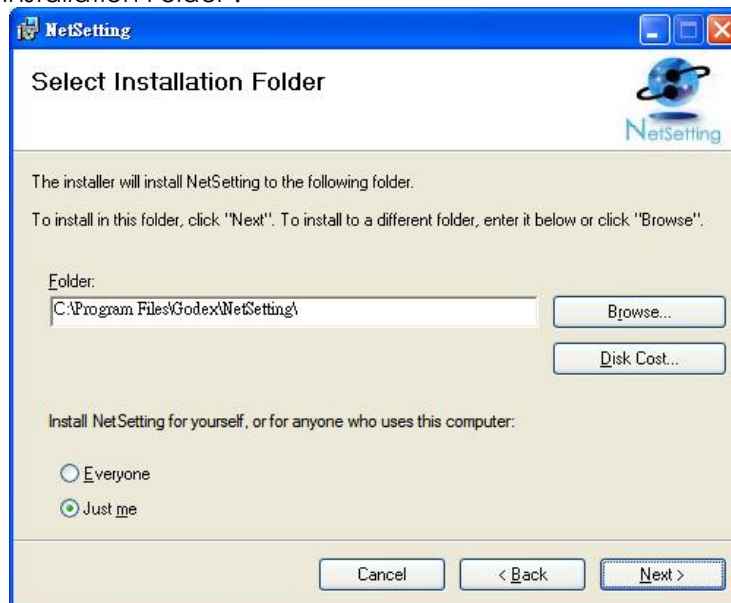 Installation Folder".
NetSetting
Select Installation Folder
NetSetting
The installer will install NetSetting to the following folder.
To install in this folder, click "Next". To install to a different folder, enter it below or click "Browse".
Folder:
C:\Program Files\Godex\NetSetting\
Browse...
Disk Cost...
Install NetSetting for yourself, or for anyone who uses this computer:
Everyone
Just me
Cancel
< Back
Next >